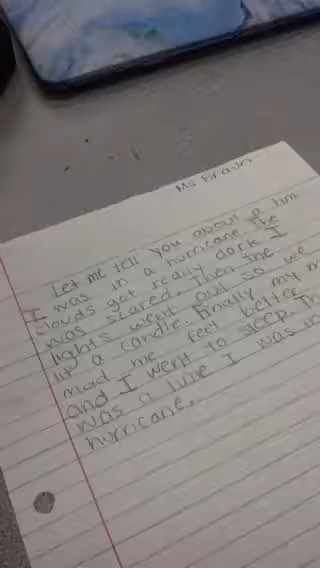 Ms Brach
Let me tell you about a tim
I was in a hurricane. The
clouds got really dark I
was scared. Then the
lights went out so we
lit a candle. Finally my m
mad me feel better
and I went to sleep. Th
was a time I was in
hurricane.